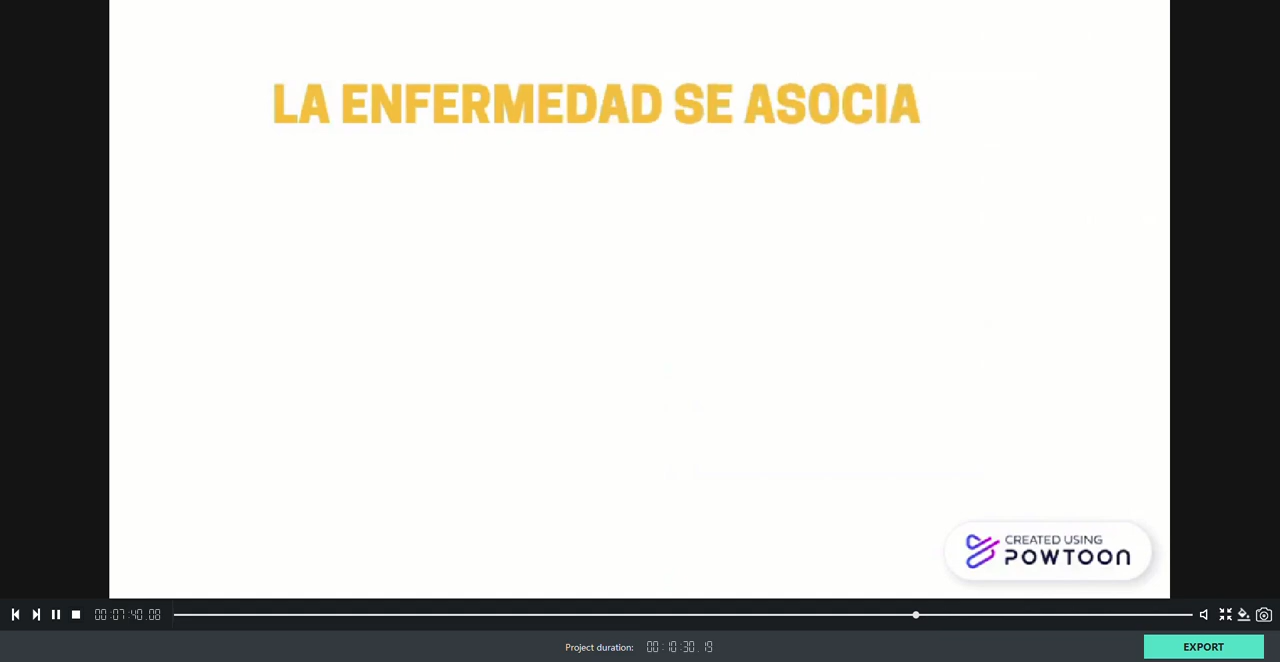 LA ENFERMEDAD SE ASOCIA
CREATED USING
POWTOON
00:07:40.08
Project duration:
00:10:30.19
EXPORT